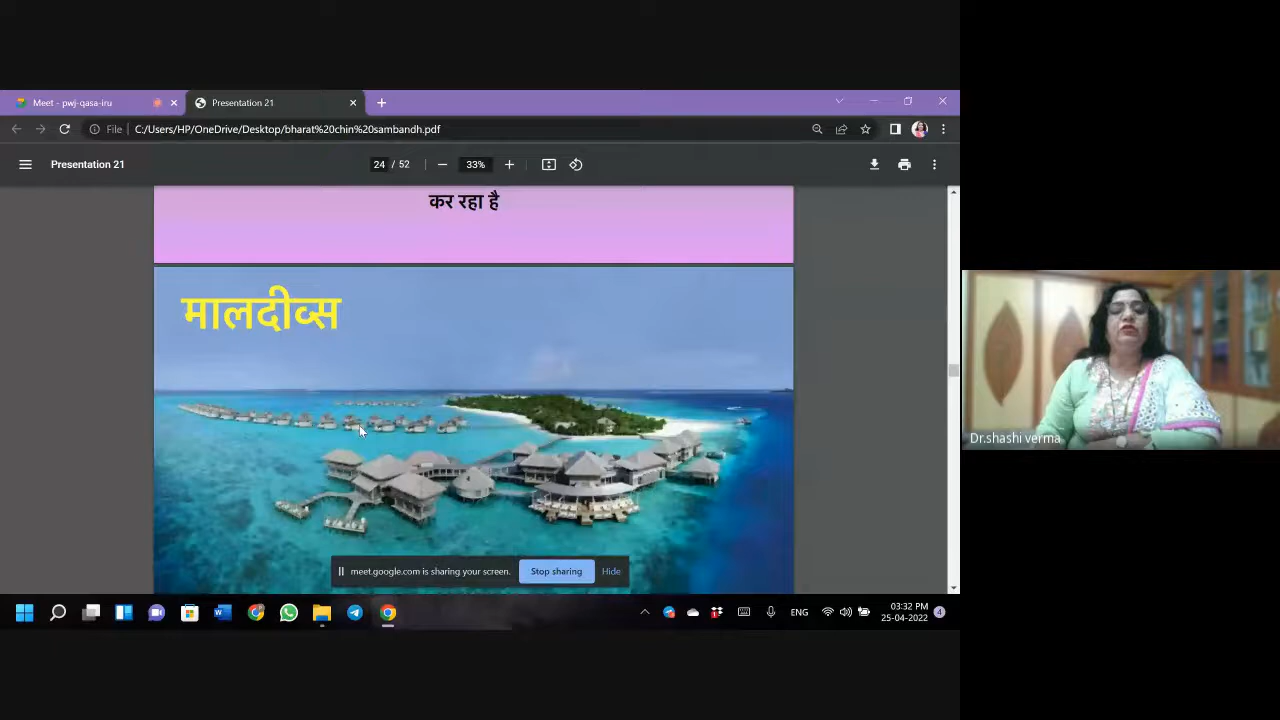 Meet - pwj-qasa-iru
Presentation 21
File
C:/Users/HP/OneDrive/Desktop/bharat%20chin%20sambandh.pdf
Presentation 21
24 / 52
33%
कर रहा है
मालदीव्स
Dr.shashi verma
meet.google.com is sharing your screen.
Stop sharing
Hide
ENG
03:32 PM
25-04-2022
4